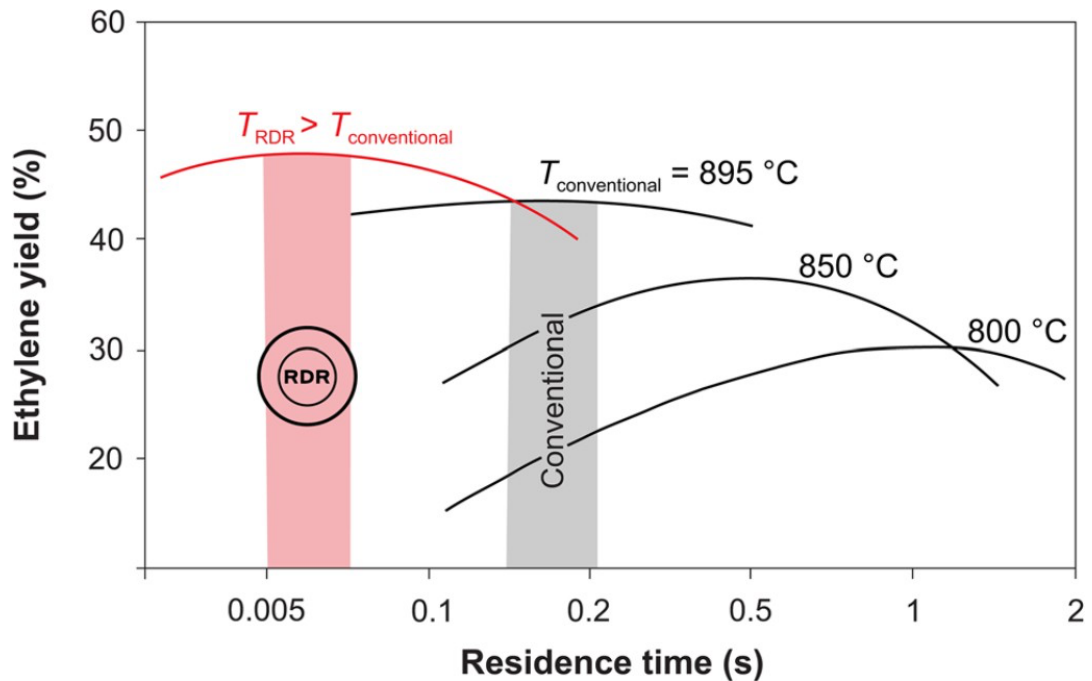 60
50
40
30
20
Ethylene yield (%)
T_RDR > T_conventional
T_conventional = 895 °C
850 °C
800 °C
RDR
Conventional
0.005 0.1 0.2 0.5 1 2
Residence time (s)